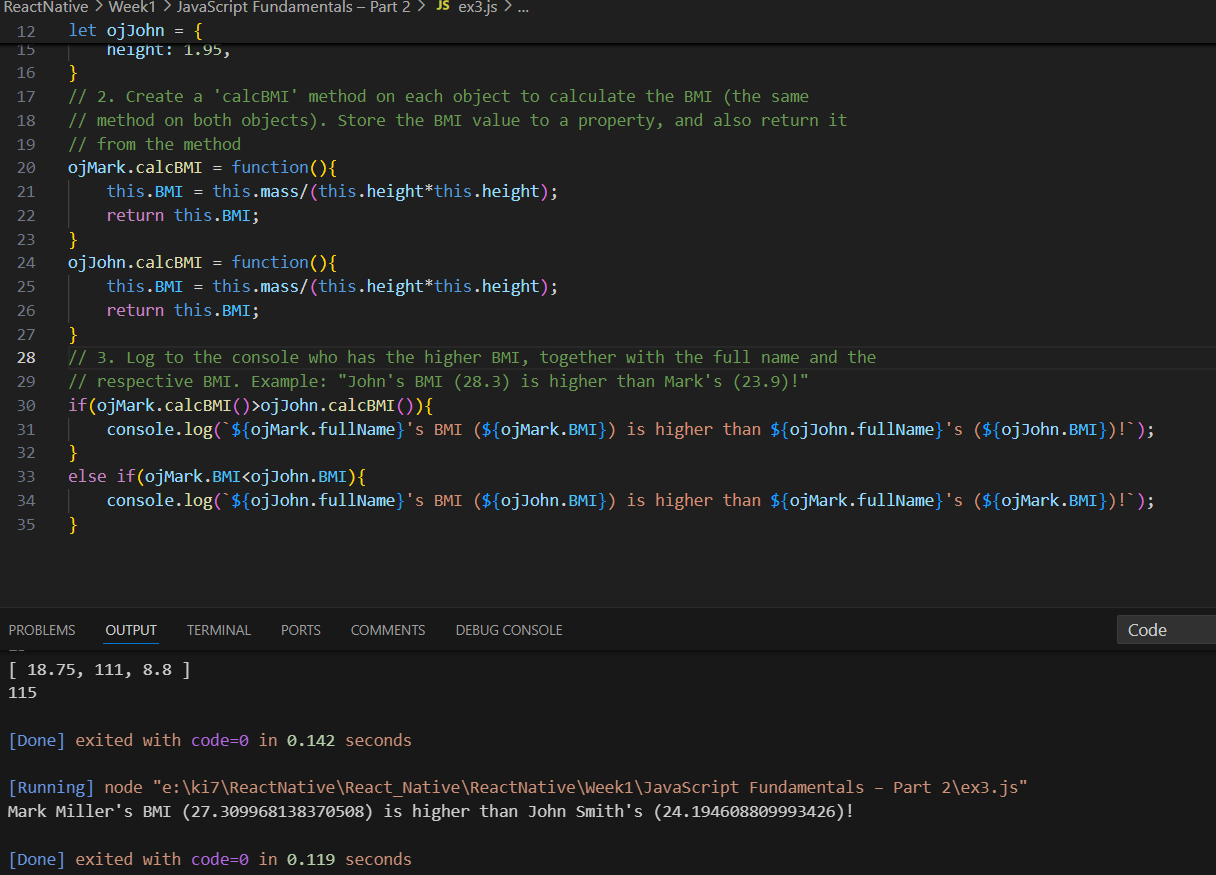 ReactNative > Week1 > JavaScript Fundamentals – Part 2 > JS ex3.js > ...
12 let ojJohn = {
15 height: 1.95,
16 }
17 // 2. Create a 'calcBMI' method on each object to calculate the BMI (the same
18 // method on both objects). Store the BMI value to a property, and also return it
19 // from the method
20 ojMark.calcBMI = function(){
21 this.BMI = this.mass/(this.height*this.height);
22 return this.BMI;
23 }
24 ojJohn.calcBMI = function(){
25 this.BMI = this.mass/(this.height*this.height);
26 return this.BMI;
27 }
28 // 3. Log to the console who has the higher BMI, together with the full name and the
29 // respective BMI. Example: "John's BMI (28.3) is higher than Mark's (23.9)!"
30 if(ojMark.calcBMI()>ojJohn.calcBMI()){
31 console.log(`${ojMark.fullName}'s BMI (${ojMark.BMI}) is higher than ${ojJohn.fullName}'s (${ojJohn.BMI})!`);
32 }
33 else if(ojMark.BMI<ojJohn.BMI){
34 console.log(`${ojJohn.fullName}'s BMI (${ojJohn.BMI}) is higher than ${ojMark.fullName}'s (${ojMark.BMI})!`);
35 }
PROBLEMS OUTPUT TERMINAL PORTS COMMENTS DEBUG CONSOLE Code
[ 18.75, 111, 8.8 ]
115
[Done] exited with code=0 in 0.142 seconds
[Running] node "e:\ki7\ReactNative\React_Native\ReactNative\Week1\JavaScript Fundamentals – Part 2\ex3.js"
Mark Miller's BMI (27.309968138370508) is higher than John Smith's (24.194608809993426)!
[Done] exited with code=0 in 0.119 seconds